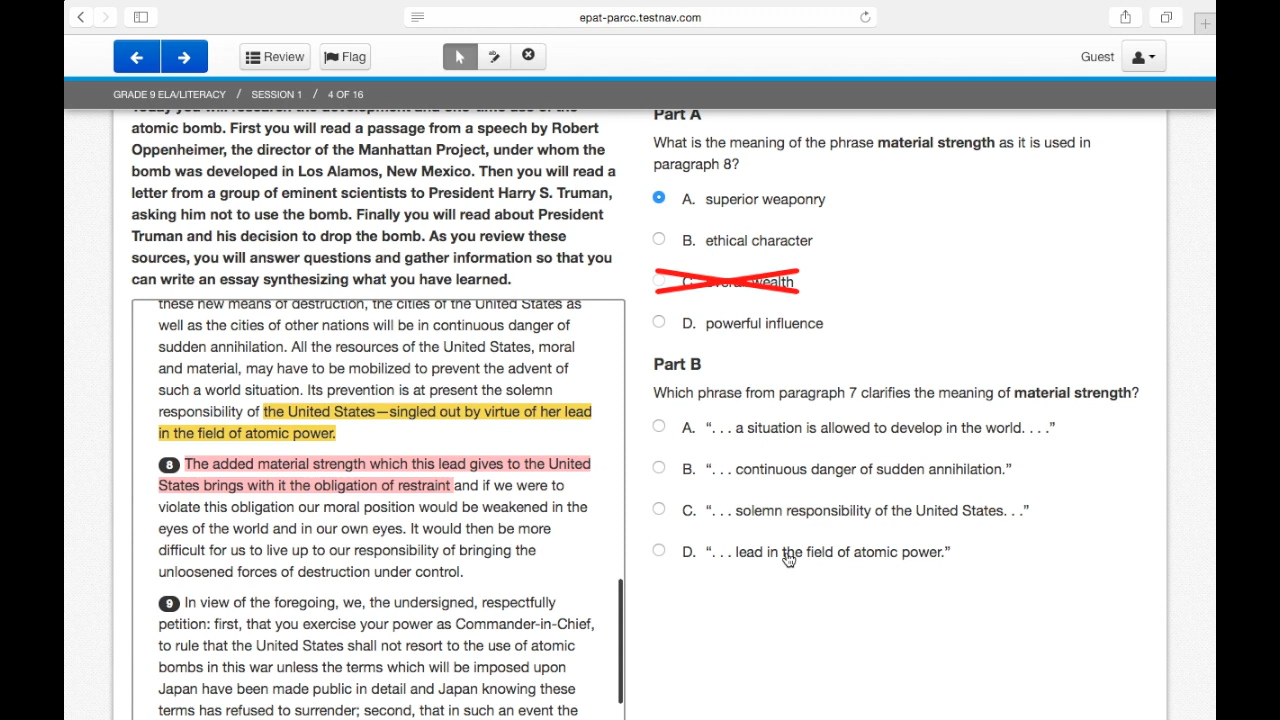 epat-parcc.testnav.com
Review
Flag
Guest
GRADE 9 ELA/LITERACY / SESSION 1 / 4 OF 16
atomic bomb. First you will read a passage from a speech by Robert
Oppenheimer, the director of the Manhattan Project, under whom the
bomb was developed in Los Alamos, New Mexico. Then you will read a
letter from a group of eminent scientists to President Harry S. Truman,
asking him not to use the bomb. Finally you will read about President
Truman and his decision to drop the bomb. As you review these
sources, you will answer questions and gather information so that you
can write an essay synthesizing what you have learned.
these new means of destruction, the cities of the United States as
well as the cities of other nations will be in continuous danger of
sudden annihilation. All the resources of the United States, moral
and material, may have to be mobilized to prevent the advent of
such a world situation. Its prevention is at present the solemn
responsibility of the United States—singled out by virtue of her lead
in the field of atomic power.
8 The added material strength which this lead gives to the United
States brings with it the obligation of restraint and if we were to
violate this obligation our moral position would be weakened in the
eyes of the world and in our own eyes. It would then be more
difficult for us to live up to our responsibility of bringing the
unloosened forces of destruction under control.
9 In view of the foregoing, we, the undersigned, respectfully
petition: first, that you exercise your power as Commander-in-Chief,
to rule that the United States shall not resort to the use of atomic
bombs in this war unless the terms which will be imposed upon
Japan have been made public in detail and Japan knowing these
terms has refused to surrender; second, that in such an event the
Part A
What is the meaning of the phrase material strength as it is used in
paragraph 8?
A. superior weaponry
B. ethical character
C. wealth
D. powerful influence
Part B
Which phrase from paragraph 7 clarifies the meaning of material strength?
A. “. . . a situation is allowed to develop in the world. . . .”
B. “. . . continuous danger of sudden annihilation.”
C. “. . . solemn responsibility of the United States. . .”
D. “. . . lead in the field of atomic power.”